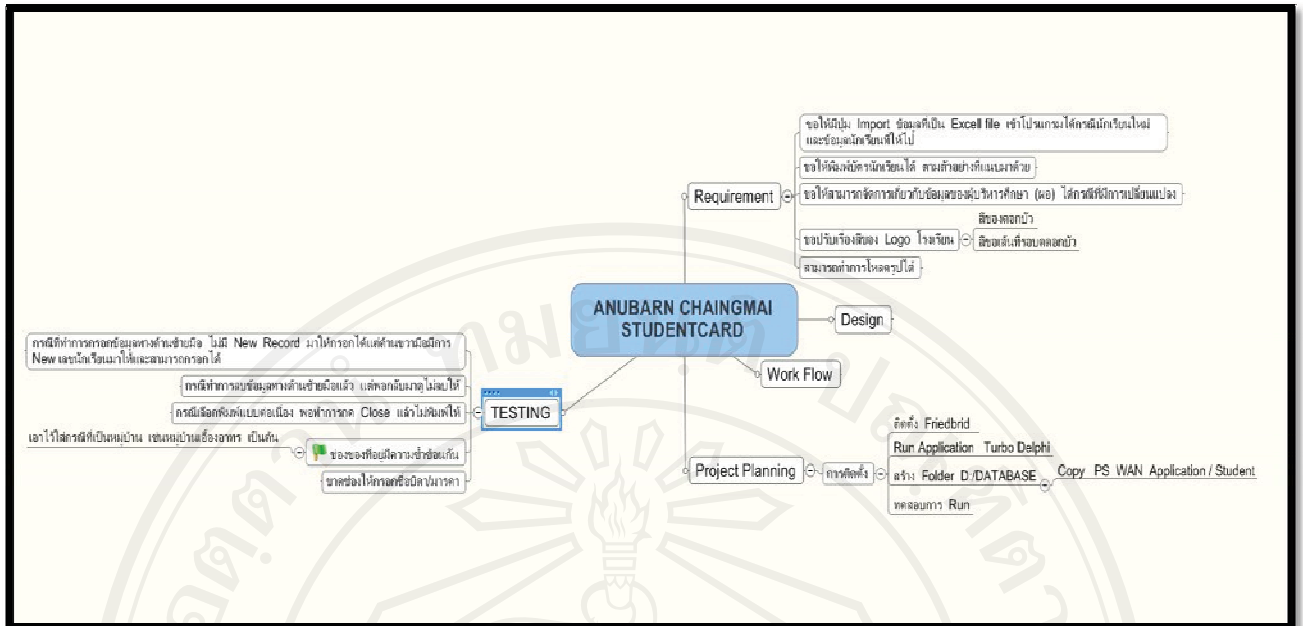 ขอให้มีปุ่ม Import ข้อมูลที่เป็น Excell file เข้าโปรแกรมได้กรณีนักเรียนใหม่
และข้อมูลนักเรียนที่ให้ไป
ขอให้พิมพ์บัตรนักเรียนได้ ตามตัวอย่างที่แนบมาด้วย
Requirement
ขอให้สามารถจัดการเกี่ยวกับข้อมูลของผู้บริหารศึกษา (ผอ) ได้กรณีที่มีการเปลี่ยนแปลง
สีของดอกบัว
ขอปรับเรื่องสีของ Logo โรงเรียน
สีของเส้นที่รอบดอกบัว
สามารถทำการโหลดรูปได้
ANUBARN CHAINGMAI
STUDENTCARD
Design
Work Flow
กรณีที่ทำการกรอกข้อมูลทางด้านซ้ายมือ ไม่มี New Record มาให้กรอกได้แต่ด้านขวามือมีการ
New เลขนักเรียนมาให้และสามารถกรอกได้
กรณีทำการลบข้อมูลทางด้านซ้ายมือแล้ว แต่พอกลับมาดูไม่ลบให้
กรณีเลือกพิมพ์แบบต่อเนื่อง พอทำการกด Close แล้วไม่พิมพ์ให้
TESTING
เอาไว้ใส่กรณีที่เป็นหมู่บ้าน เช่นหมู่บ้านเอื้ออาทร เป็นต้น
ช่องของที่อยู่มีความซ้ำซ้อนกัน
ขาดช่องให้กรอกชื่อบิดา/มารดา
Project Planning
การติดตั้ง
ติดตั้ง Friedbrid
Run Application Turbo Delphi
สร้าง Folder D:/DATABASE
Copy PS WAN Application / Student
ทดสอบการ Run